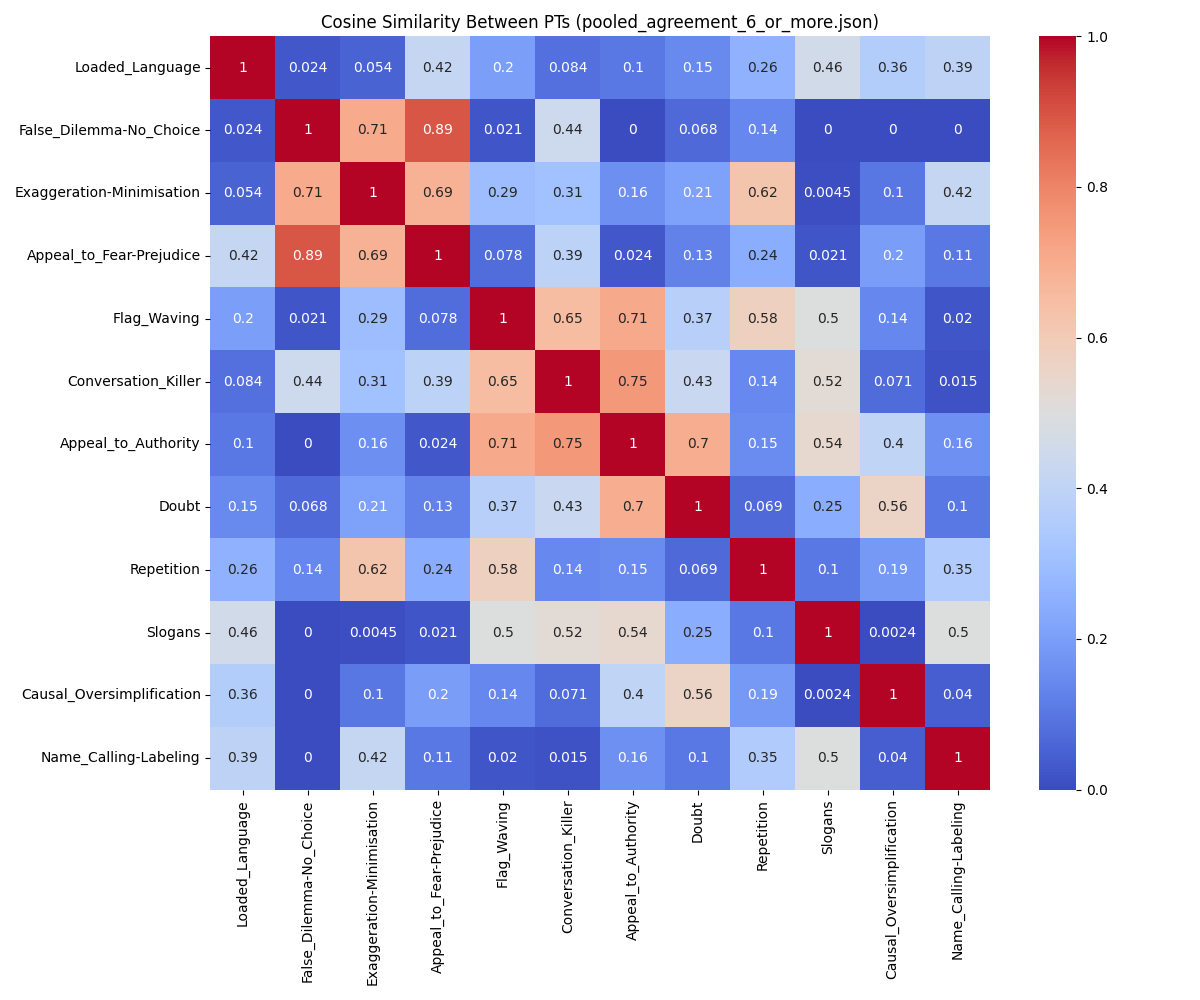 Cosine Similarity Between PTs (pooled_agreement_6_or_more.json)
Loaded_Language 1 0.024 0.054 0.42 0.2 0.084 0.1 0.15 0.26 0.46 0.36 0.39
False_Dilemma-No_Choice 0.024 1 0.71 0.89 0.021 0.44 0 0.068 0.14 0 0 0
Exaggeration-Minimisation 0.054 0.71 1 0.69 0.29 0.31 0.16 0.21 0.62 0.0045 0.1 0.42
Appeal_to_Fear-Prejudice 0.42 0.89 0.69 1 0.078 0.39 0.024 0.13 0.24 0.021 0.2 0.11
Flag_Waving 0.2 0.021 0.29 0.078 1 0.65 0.71 0.37 0.58 0.5 0.14 0.02
Conversation_Killer 0.084 0.44 0.31 0.39 0.65 1 0.75 0.43 0.14 0.52 0.071 0.015
Appeal_to_Authority 0.1 0 0.16 0.024 0.71 0.75 1 0.7 0.15 0.54 0.4 0.16
Doubt 0.15 0.068 0.21 0.13 0.37 0.43 0.7 1 0.069 0.25 0.56 0.1
Repetition 0.26 0.14 0.62 0.24 0.58 0.14 0.15 0.069 1 0.1 0.19 0.35
Slogans 0.46 0 0.0045 0.021 0.5 0.52 0.54 0.25 0.1 1 0.0024 0.5
Causal_Oversimplification 0.36 0 0.1 0.2 0.14 0.071 0.4 0.56 0.19 0.0024 1 0.04
Name_Calling-Labeling 0.39 0 0.42 0.11 0.02 0.015 0.16 0.1 0.35 0.5 0.04 1
Loaded_Language
False_Dilemma-No_Choice
Exaggeration-Minimisation
Appeal_to_Fear-Prejudice
Flag_Waving
Conversation_Killer
Appeal_to_Authority
Doubt
Repetition
Slogans
Causal_Oversimplification
Name_Calling-Labeling
1.0
0.8
0.6
0.4
0.2
0.0